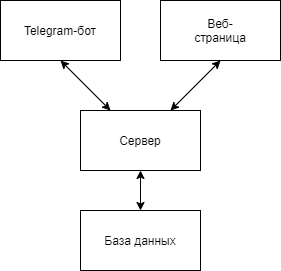 Telegram-бот
Веб-
страница
Сервер
База данных